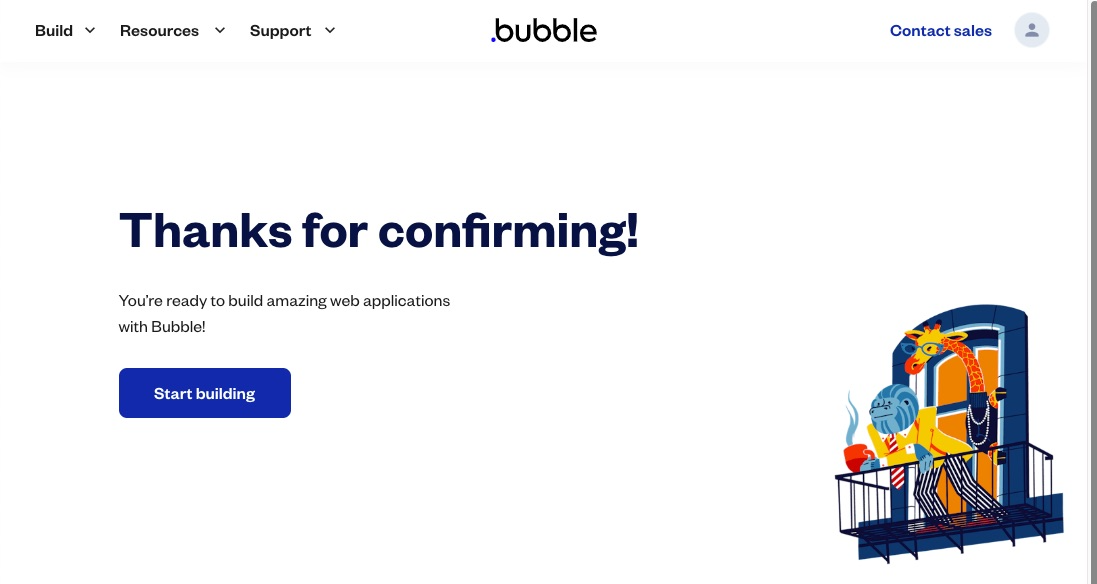 Build
Resources
Support
.bubble
Contact sales
Thanks for confirming!
You're ready to build amazing web applications
with Bubble!
Start building